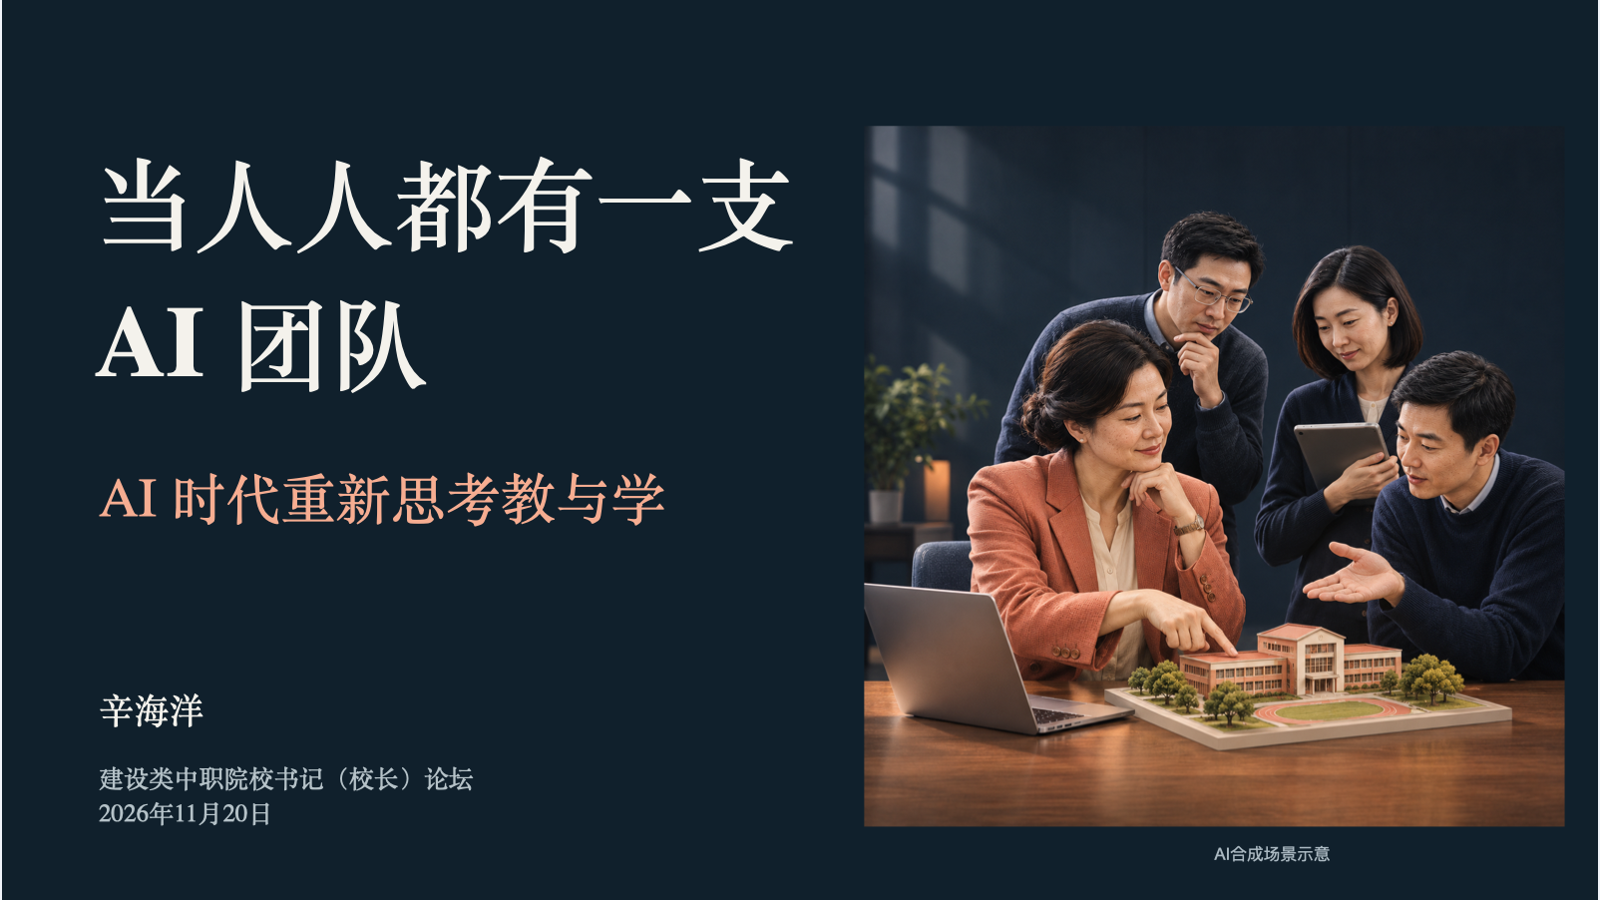 当人人都有一支
AI 团队
AI 时代重新思考教与学
辛海洋
建设类中职院校书记（校长）论坛
2026年11月20日
AI合成场景示意